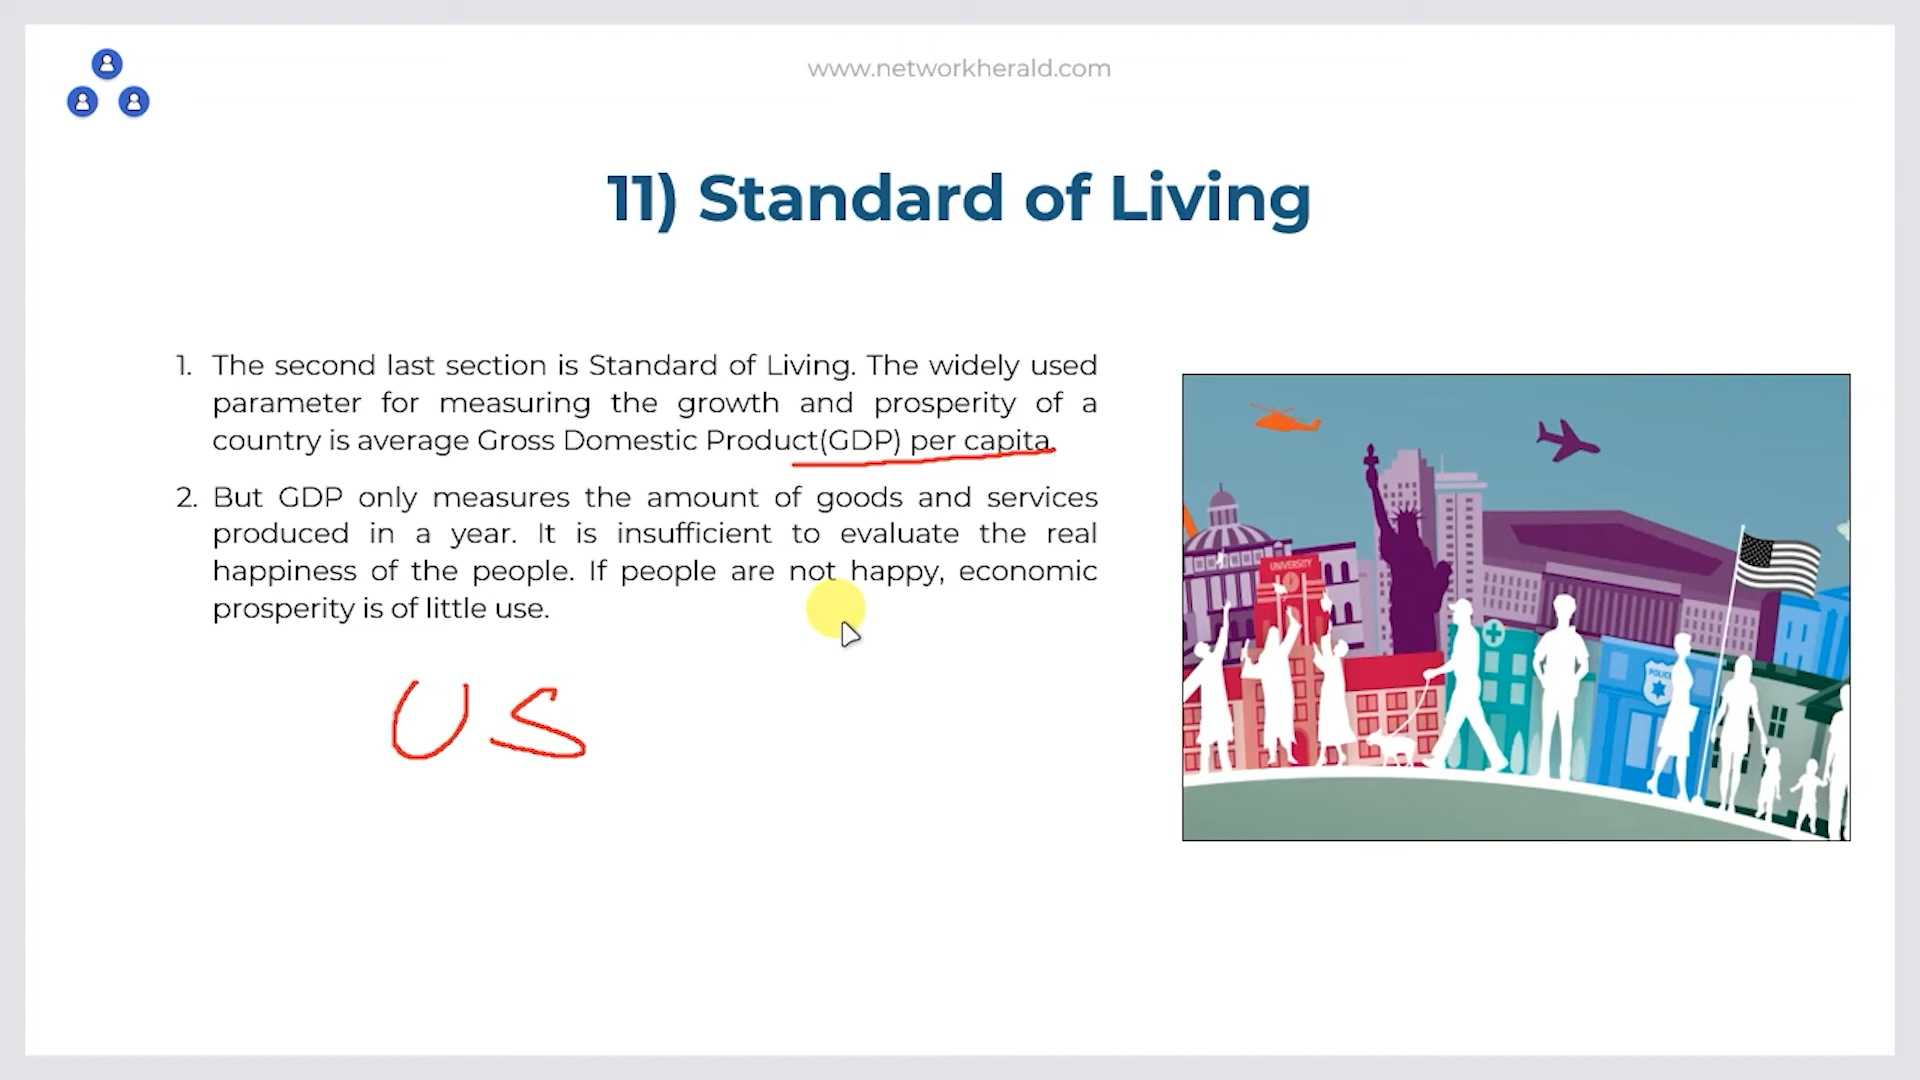 www.networkherald.com
11) Standard of Living
1. The second last section is Standard of Living. The widely used
parameter for measuring the growth and prosperity of a
country is average Gross Domestic Product(GDP) per capita.
2. But GDP only measures the amount of goods and services
produced in a year. It is insufficient to evaluate the real
happiness of the people. If people are not happy, economic
prosperity is of little use.
US
UNIVERSITY
POLICE